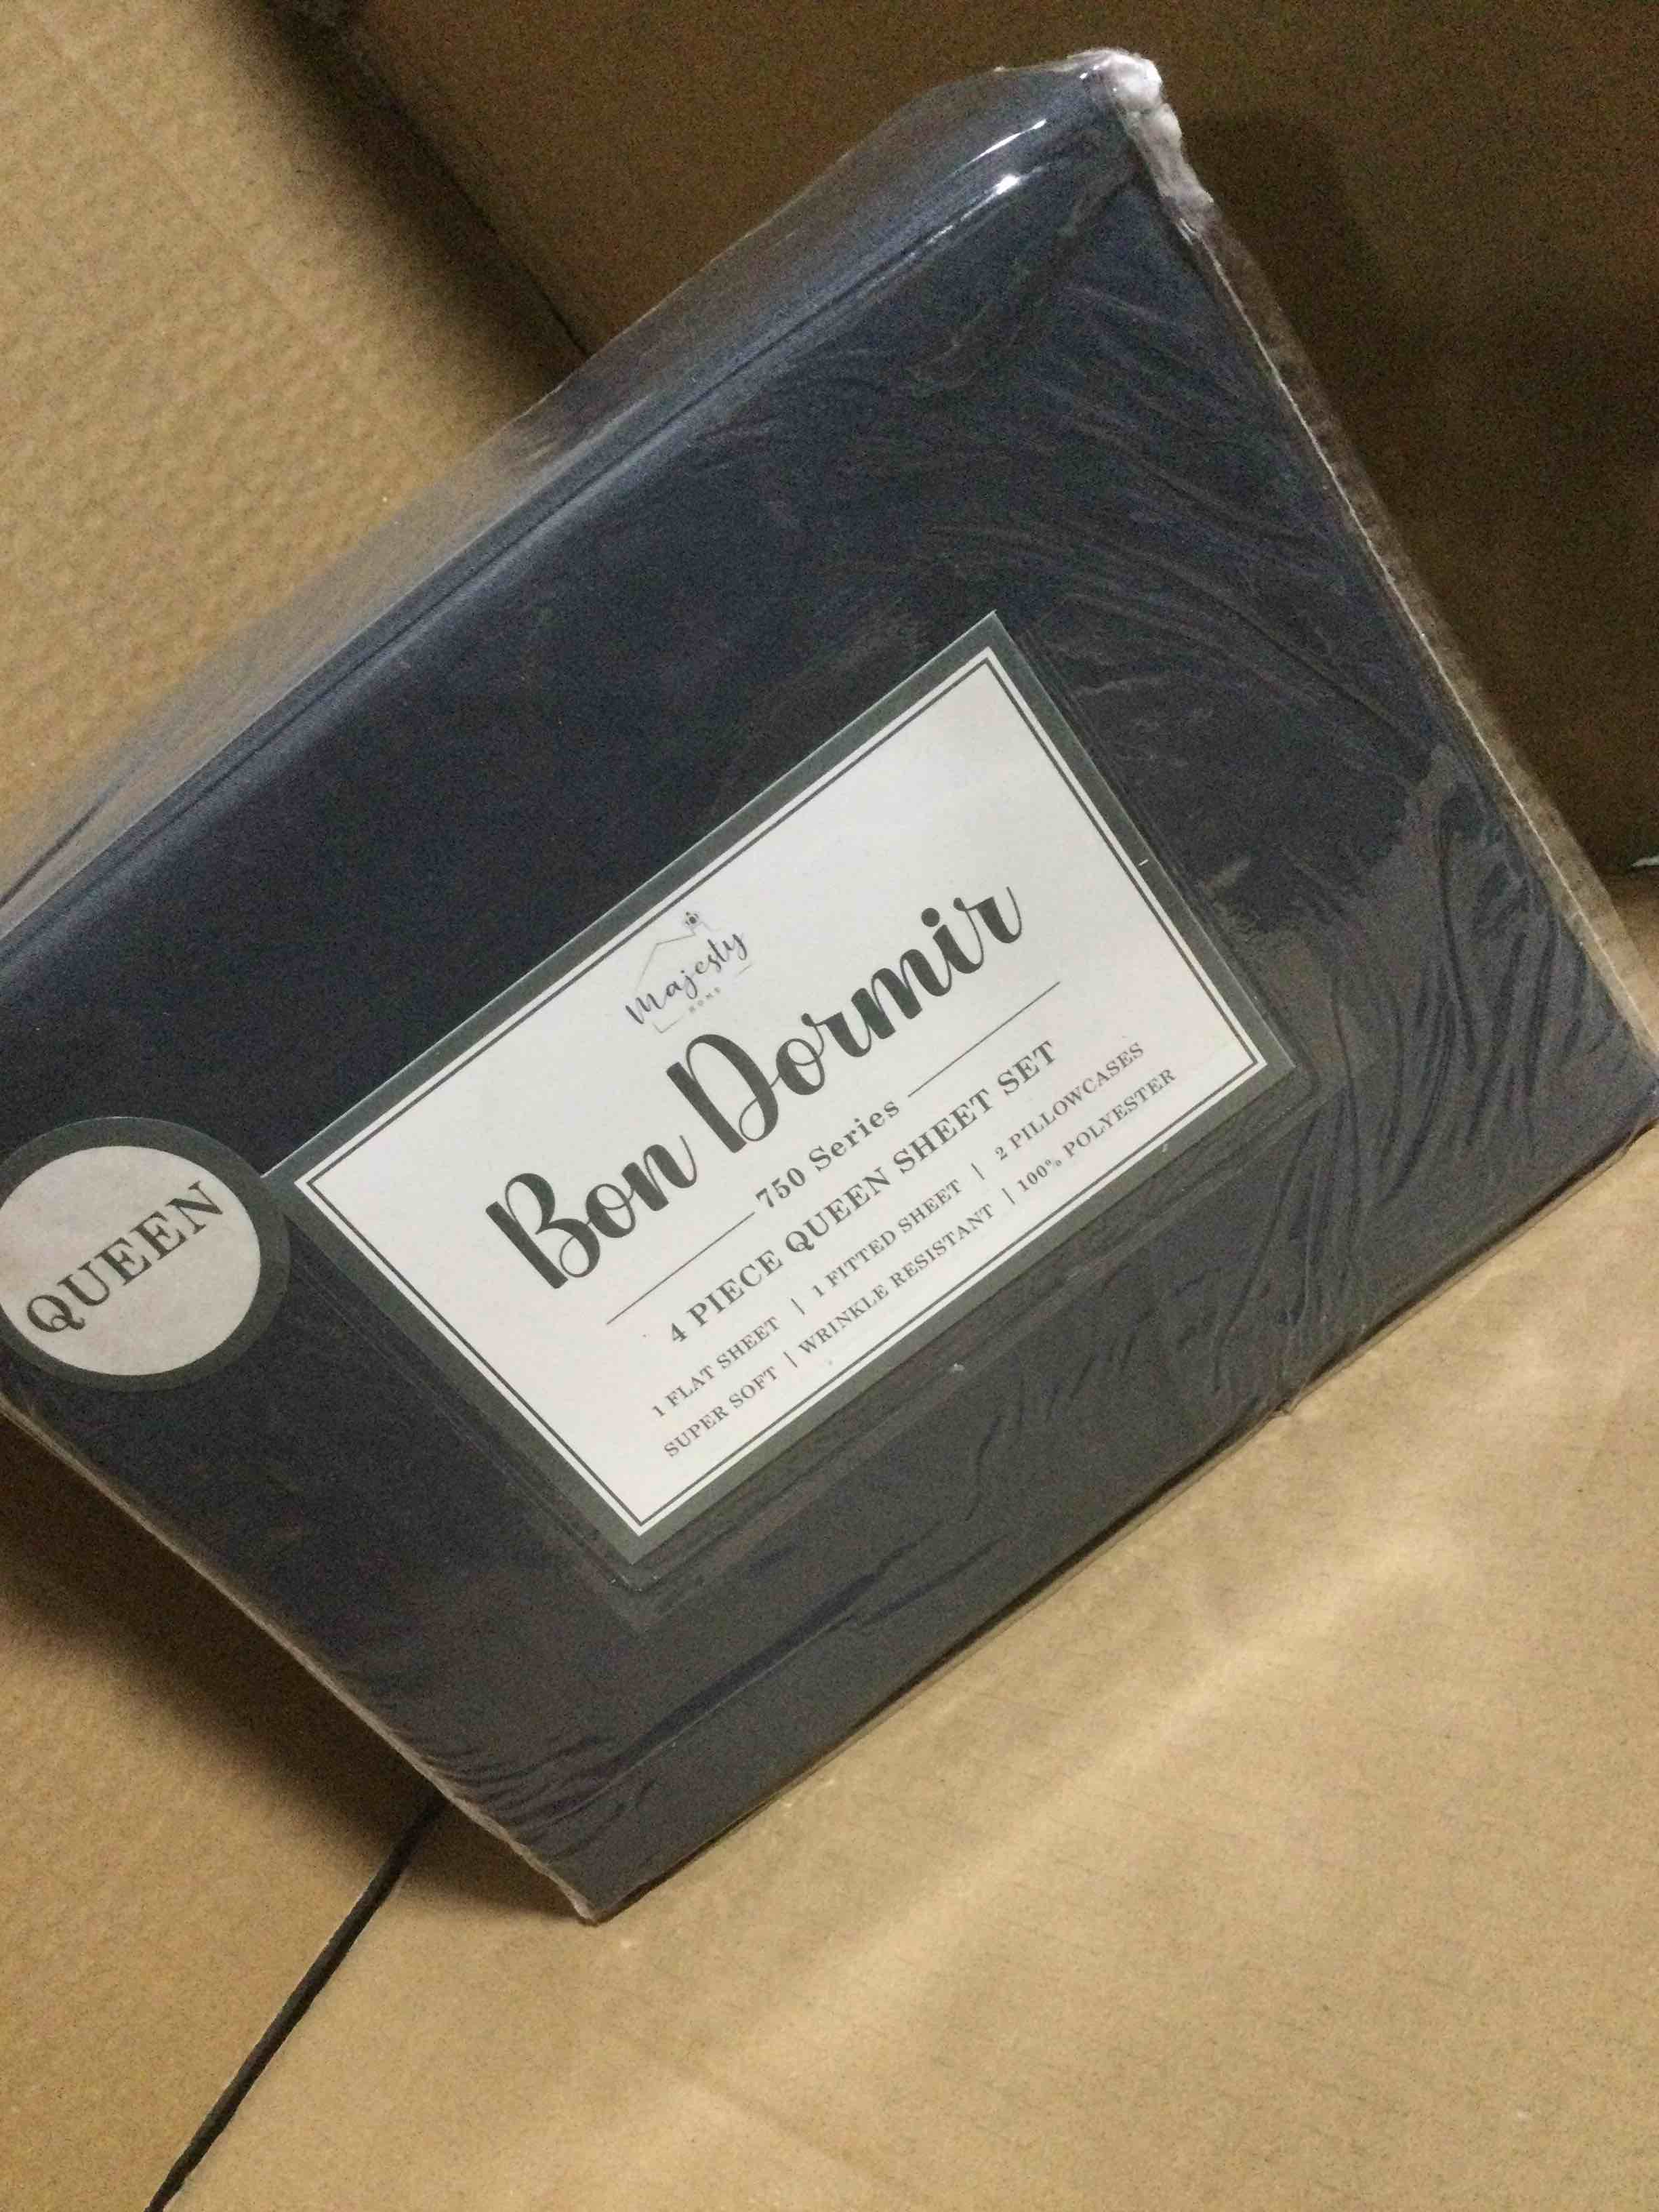 Majesty
HOME
Bon Dormir
750 Series
4 PIECE QUEEN SHEET SET
1 FLAT SHEET | 1 FITTED SHEET | 2 PILLOWCASES
SUPER SOFT | WRINKLE RESISTANT | 100% POLYESTER
QUEEN